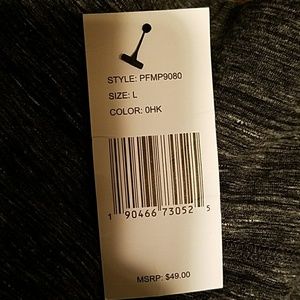 STYLE: PFMP9080
SIZE: L
COLOR: 0HK
1 90466 73052 5
MSRP: $49.00